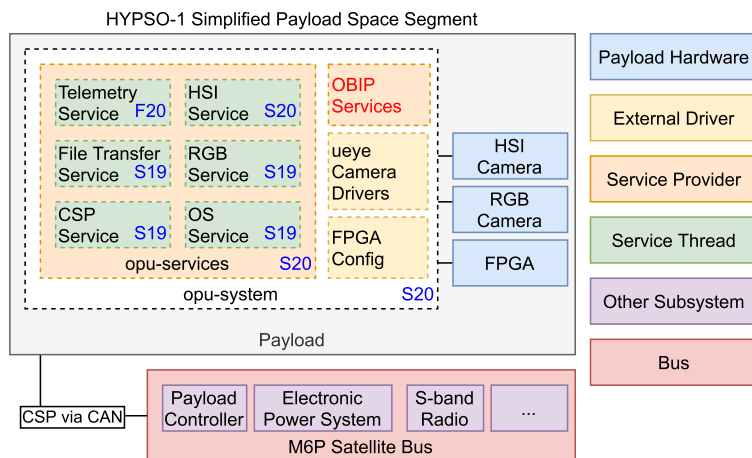 HYPSO-1 Simplified Payload Space Segment
Telemetry
Service F20
HSI
Service S20
OBIP
Services
File Transfer
Service S19
RGB
Service S19
ueye
Camera
Drivers
CSP
Service S19
OS
Service S19
FPGA
Config
opu-services S20
opu-system S20
HSI
Camera
RGB
Camera
FPGA
Payload
Payload Hardware
External Driver
Service Provider
Service Thread
Other Subsystem
Bus
CSP via CAN
Payload
Controller
Electronic
Power System
S-band
Radio
...
M6P Satellite Bus